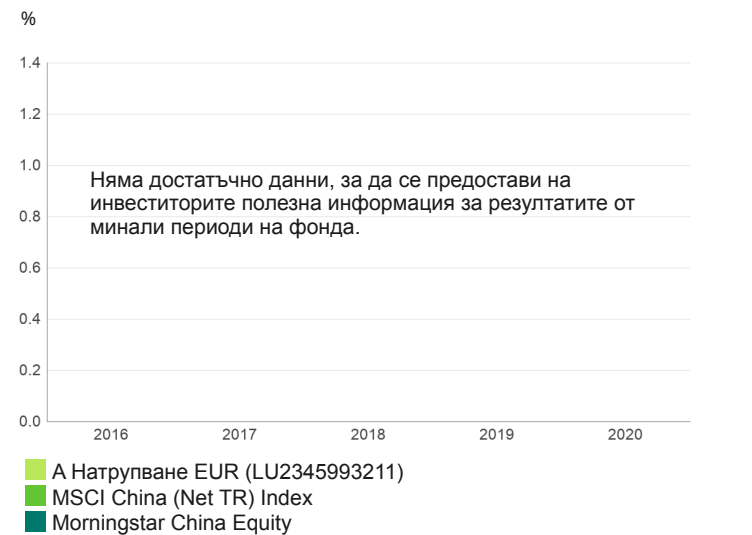 %
1.4
1.2
1.0
Няма достатъчно данни, за да се предостави на
инвеститорите полезна информация за резултатите от
минали периоди на фонда.
0.8
0.6
0.4
0.2
0.0
2016 2017 2018 2019 2020
А Натрупване EUR (LU2345993211)
MSCI China (Net TR) Index
Morningstar China Equity